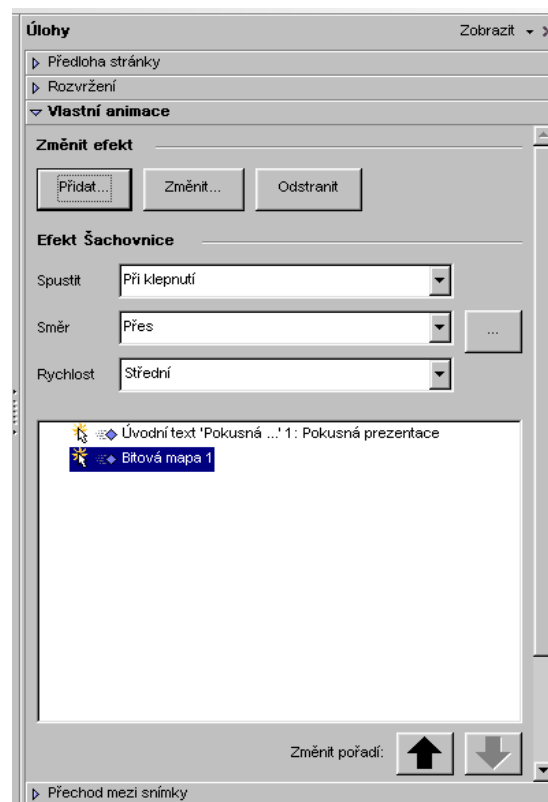 Úlohy Zobrazit
Předloha stránky
Rozvržení
Vlastní animace
Změnit efekt
Přidat... Změnit... Odstranit
Efekt Šachovnice
Spustit Při klepnutí
Směr Přes ...
Rychlost Střední
Úvodní text 'Pokusná ...' 1: Pokusná prezentace
Bitová mapa 1
Změnit pořadí:
Přechod mezi snímky